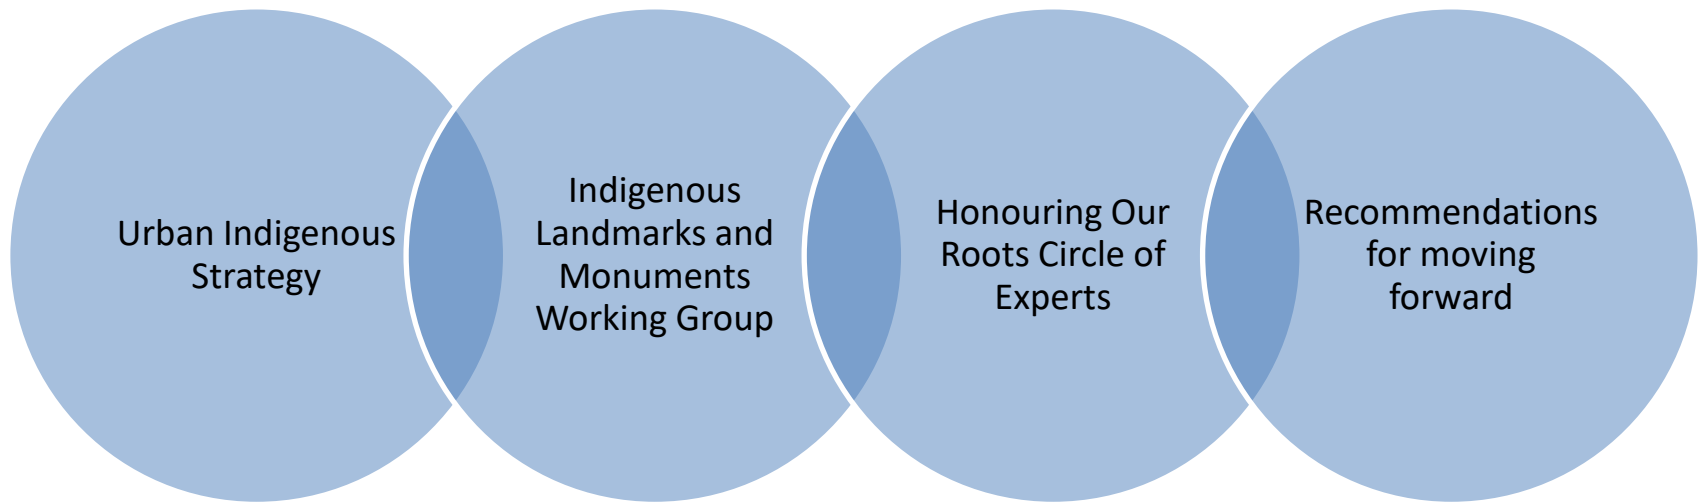 Urban Indigenous
Strategy
Indigenous
Landmarks and
Monuments
Working Group
Honouring Our
Roots Circle of
Experts
Recommendations
for moving
forward